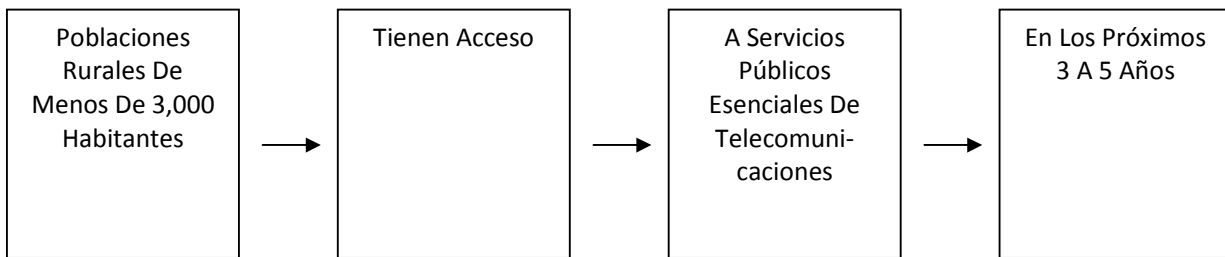 Poblaciones
Rurales De
Menos De 3,000
Habitantes
Tienen Acceso
A Servicios
Públicos
Esenciales De
Telecomuni-
caciones
En Los Próximos
3 A 5 Años